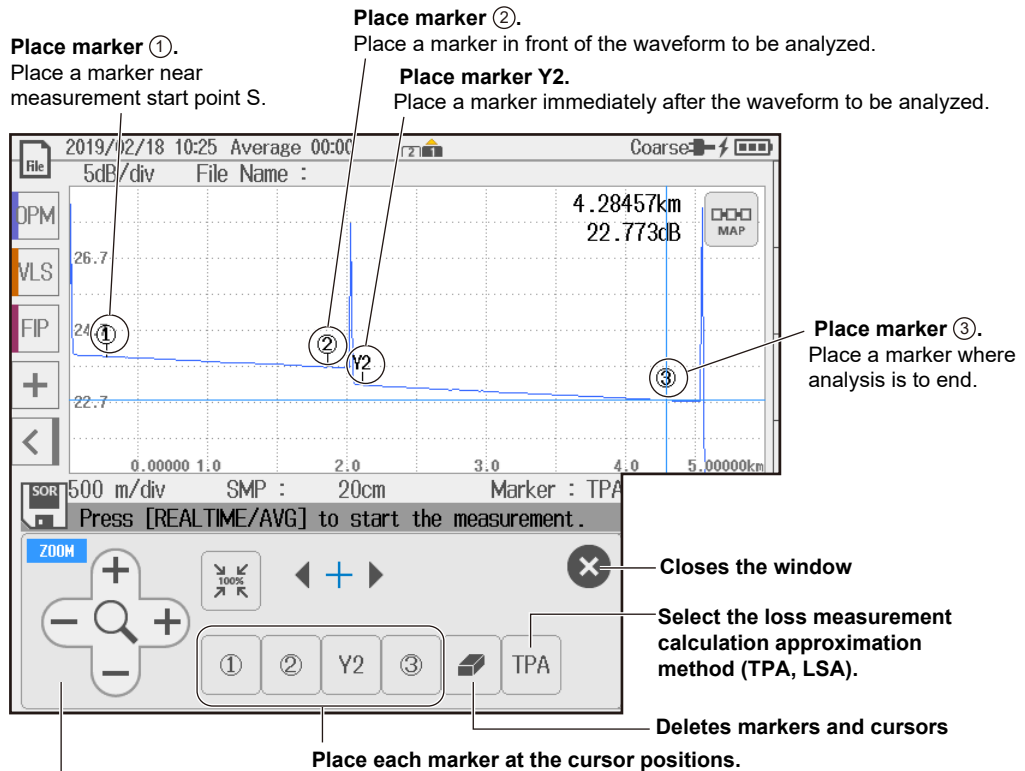 Place marker ②.
Place a marker in front of the waveform to be analyzed.
Place marker ①.
Place a marker near
measurement start point S.
Place marker Y2.
Place a marker immediately after the waveform to be analyzed.
File
2019/02/18 10:25 Average 00:00 2 1 Coarse
5dB/div File Name :
OPM
4.28457km
22.773dB
MAP
VLS
26.7
FIP
24.
①
②
Y2
③
Place marker ③.
Place a marker where
analysis is to end.
22.7
0.00000 1.0 2.0 3.0 4.0 5.00000km
SOR
500 m/div SMP : 20cm Marker : TPA
Press [REALTIME/AVG] to start the measurement.
ZOOM
100%
Closes the window
Select the loss measurement
calculation approximation
method (TPA, LSA).
① ② Y2 ③ TPA
Deletes markers and cursors
Place each marker at the cursor positions.